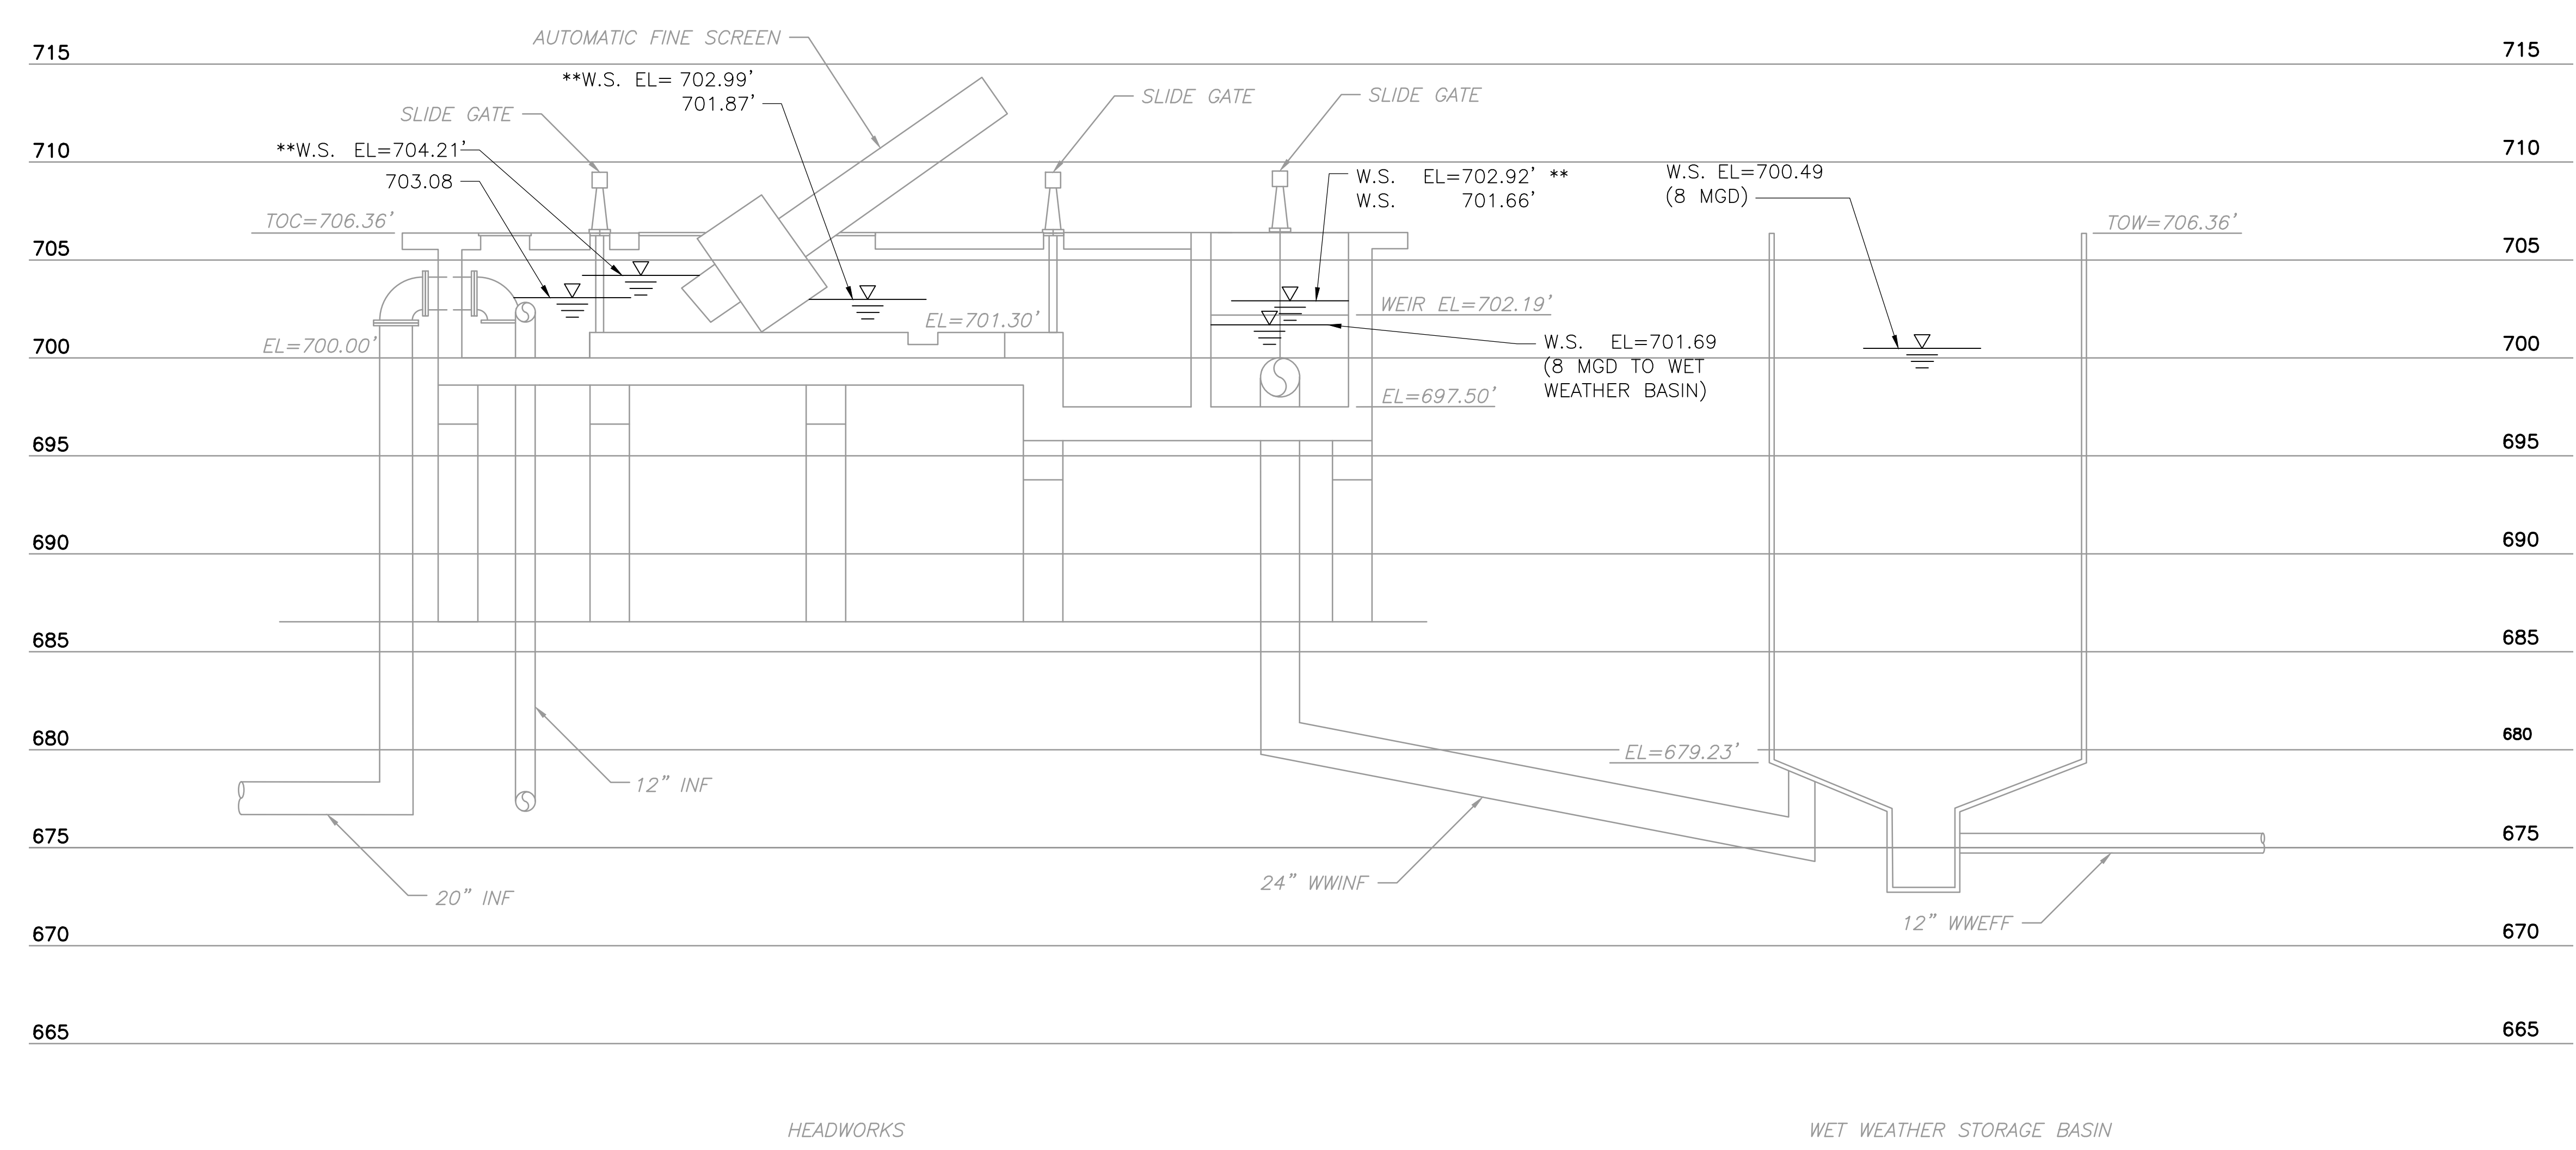 AUTOMATIC FINE SCREEN
715
715
**W.S. EL= 702.99'
701.87'
SLIDE GATE
SLIDE GATE
SLIDE GATE
**W.S. EL=704.21'
703.08
710
710
W.S. EL=702.92' **
W.S. 701.66'
W.S. EL=700.49
(8 MGD)
TOC=706.36'
TOW=706.36'
705
705
WEIR EL=702.19'
EL=701.30'
EL=700.00'
700
700
W.S. EL=701.69
(8 MGD TO WET
WEATHER BASIN)
EL=697.50'
695
695
690
690
685
685
680
680
EL=679.23'
12" INF
675
675
24" WWINF
20" INF
12" WWEFF
670
670
665
665
HEADWORKS
WET WEATHER STORAGE BASIN